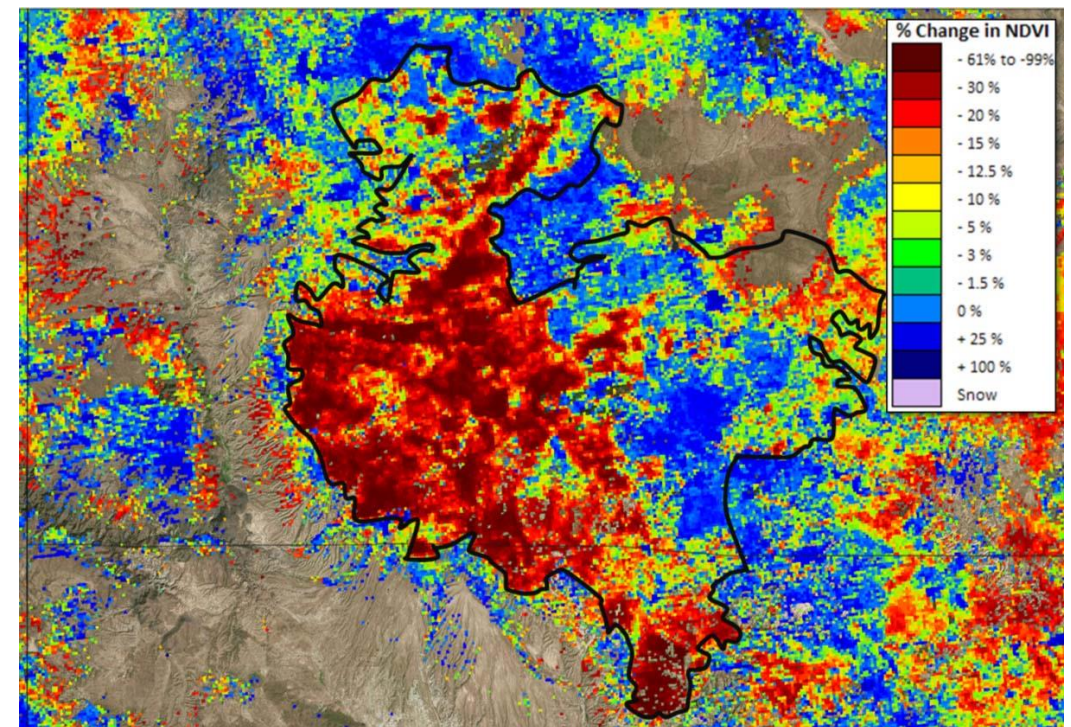 % Change in NDVI
- 61% to -99%
- 30 %
- 20 %
- 15 %
- 12.5 %
- 10 %
- 5 %
- 3 %
- 1.5 %
0 %
+ 25 %
+ 100 %
Snow